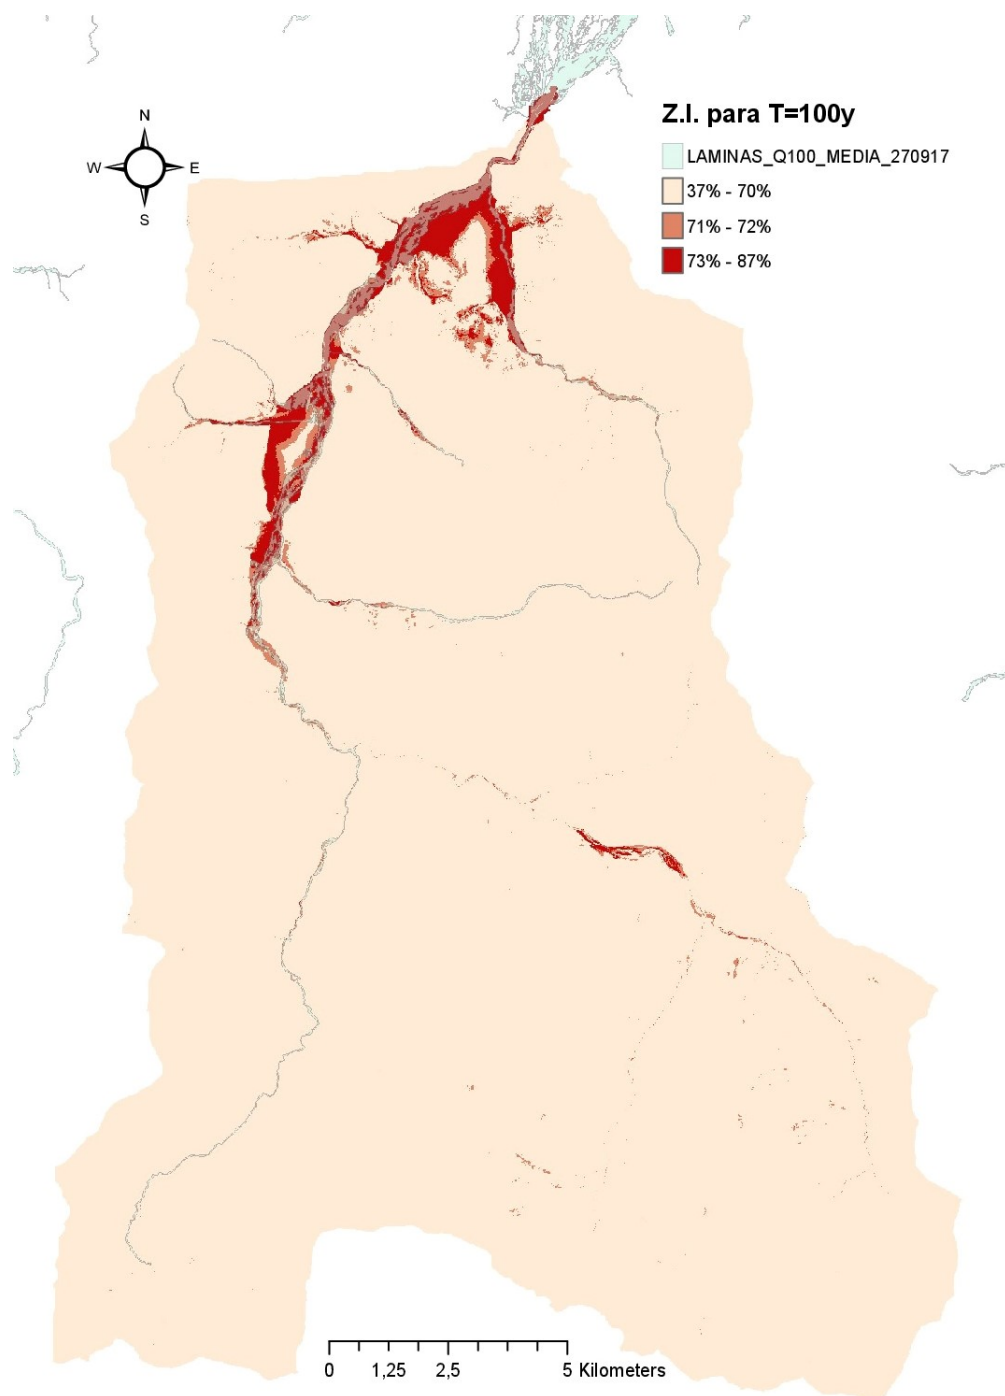 N
W E
S
Z.I. para T=100y
LAMINAS_Q100_MEDIA_270917
37% - 70%
71% - 72%
73% - 87%
0 1,25 2,5 5 Kilometers